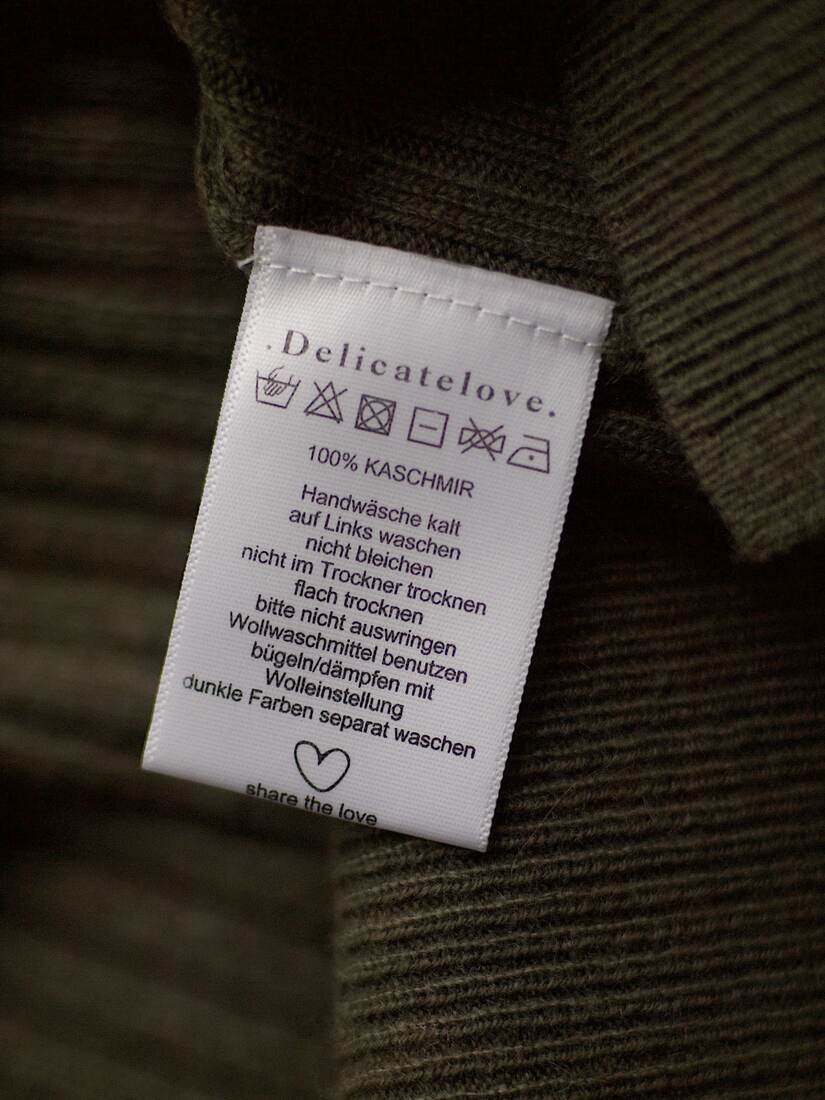 .Delicatelove.
100% KASCHMIR
Handwäsche kalt
auf Links waschen
nicht bleichen
nicht im Trockner trocknen
flach trocknen
bitte nicht auswringen
Wollwaschmittel benutzen
bügeln/dämpfen mit
Wolleinstellung
dunkle Farben separat waschen
share the love